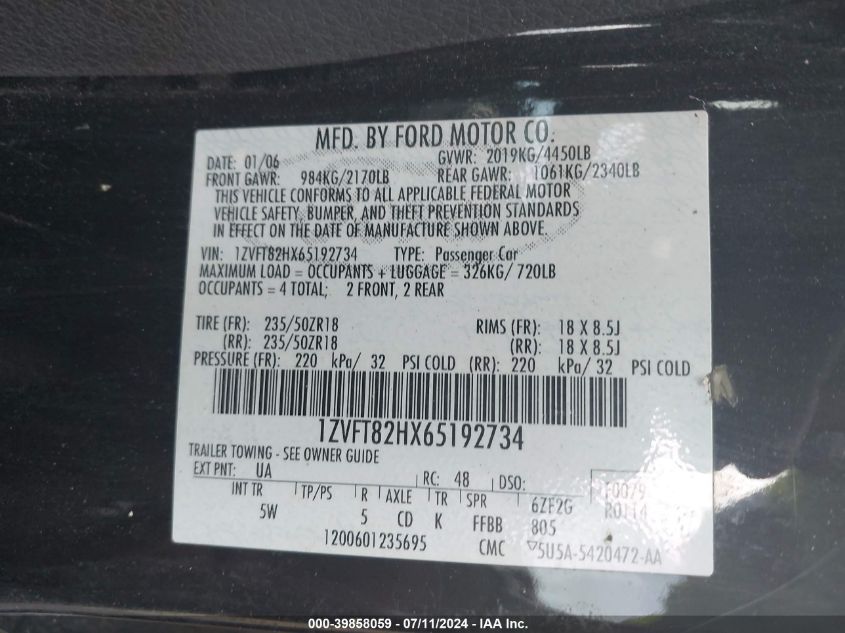 MFD. BY FORD MOTOR CO.
DATE: 01/06 GVWR: 2019KG/4450LB
FRONT GAWR: 984KG/2170LB REAR GAWR: 1061KG/2340LB
THIS VEHICLE CONFORMS TO ALL APPLICABLE FEDERAL MOTOR
VEHICLE SAFETY, BUMPER, AND THEFT PREVENTION STANDARDS
IN EFFECT ON THE DATE OF MANUFACTURE SHOWN ABOVE.
VIN: 1ZVFT82HX65192734 TYPE: Passenger Car
MAXIMUM LOAD = OCCUPANTS + LUGGAGE = 326KG/ 720LB
OCCUPANTS = 4 TOTAL; 2 FRONT, 2 REAR
TIRE (FR): 235/50ZR18 RIMS (FR): 18 X 8.5J
(RR): 235/50ZR18 (RR): 18 X 8.5J
PRESSURE (FR): 220 kPa/ 32 PSI COLD (RR): 220 kPa/ 32 PSI COLD
1ZVFT82HX65192734
TRAILER TOWING - SEE OWNER GUIDE
EXT PNT: UA RC: 48 DSO:
INT TR TP/PS R AXLE TR SPR 6ZF2G F0079
5W 5 CD K FFBB 805 R0114
1200601235695 CMC ▽5U5A-5420472-AA
000-39858059 / 07/11/2024 / IAA Inc.